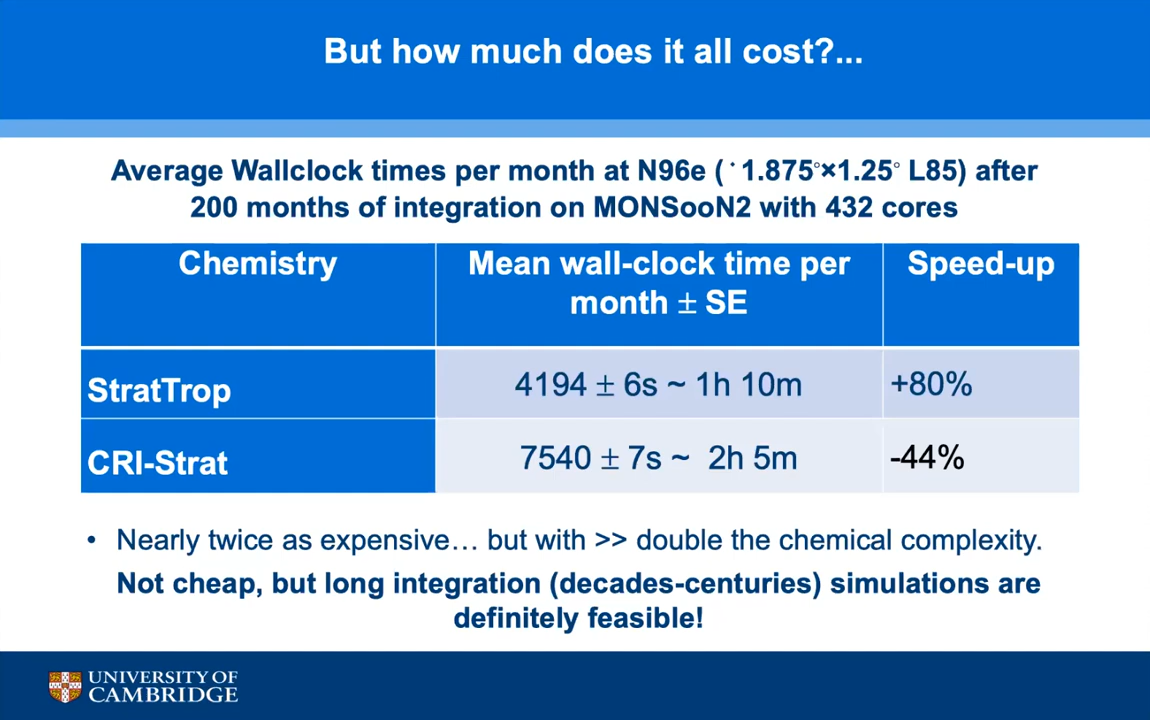 But how much does it all cost?...
Average Wallclock times per month at N96e ( ˙ 1.875°×1.25° L85) after
200 months of integration on MONSooN2 with 432 cores
Chemistry
Mean wall-clock time per
month ± SE
Speed-up
StratTrop
4194 ± 6s ~ 1h 10m
+80%
CRI-Strat
7540 ± 7s ~ 2h 5m
-44%
• Nearly twice as expensive… but with >> double the chemical complexity.
Not cheap, but long integration (decades-centuries) simulations are
definitely feasible!
UNIVERSITY OF
CAMBRIDGE